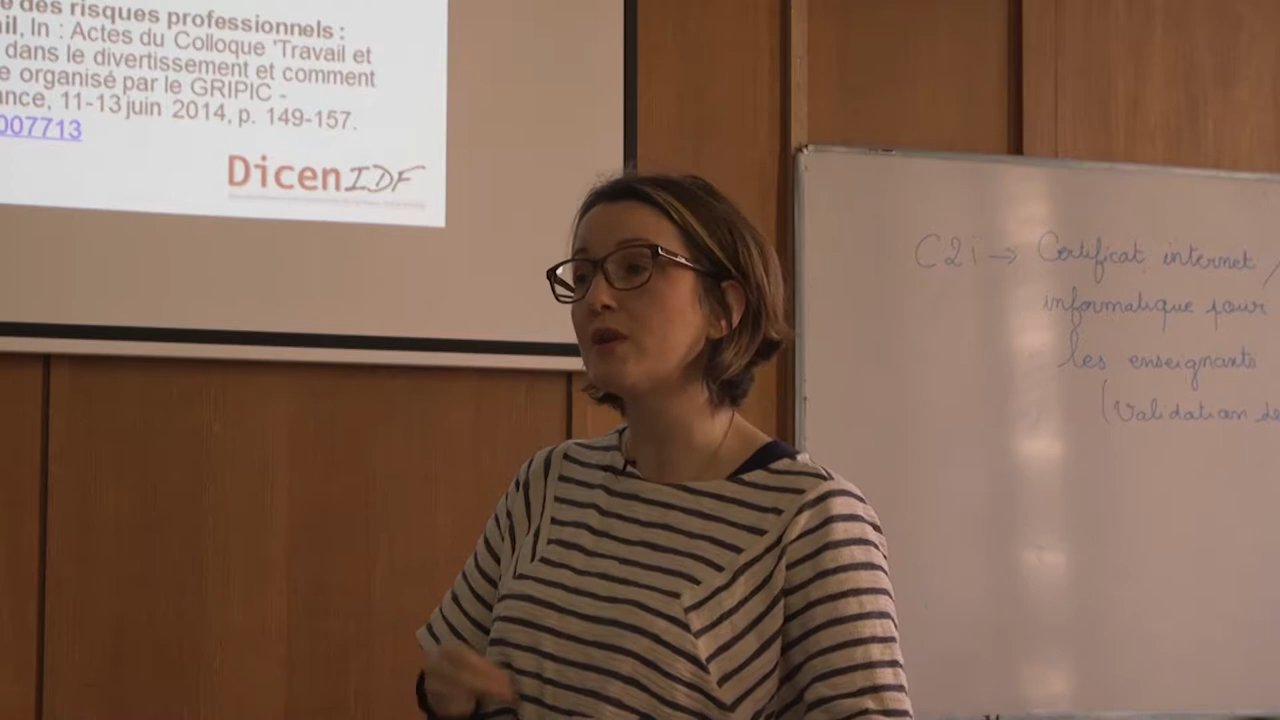 e des risques professionnels :
il, In : Actes du Colloque 'Travail et
dans le divertissement et comment
e organisé par le GRIPIC -
ance, 11-13 juin 2014, p. 149-157.
007713
DicenIDF
C2i → Certificat internet /
informatique pour
les enseignants
(Validation de